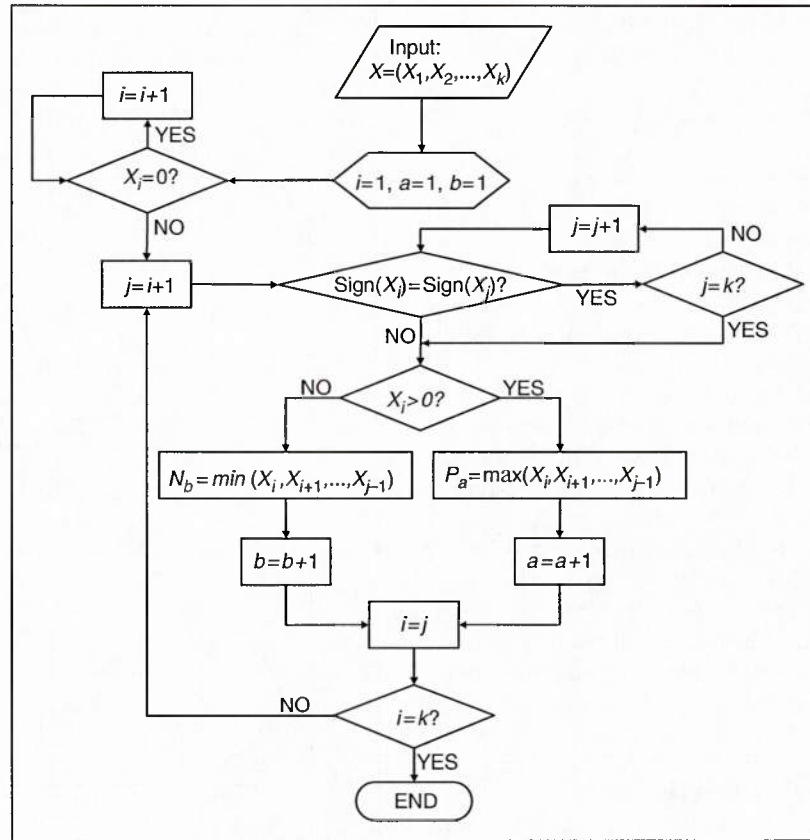 Input:
X=(X₁,X₂,...,Xₖ)
i=i+1
YES
Xᵢ=0?
i=1, a=1, b=1
NO
j=j+1
NO
j=i+1
Sign(Xᵢ)=Sign(Xⱼ)?
YES
j=k?
NO
YES
NO
Xᵢ>0?
YES
N_b=min (Xᵢ,Xᵢ₊₁,...,Xⱼ₋₁)
Pₐ=max(Xᵢ,Xᵢ₊₁,...,Xⱼ₋₁)
b=b+1
a=a+1
i=j
NO
i=k?
YES
END